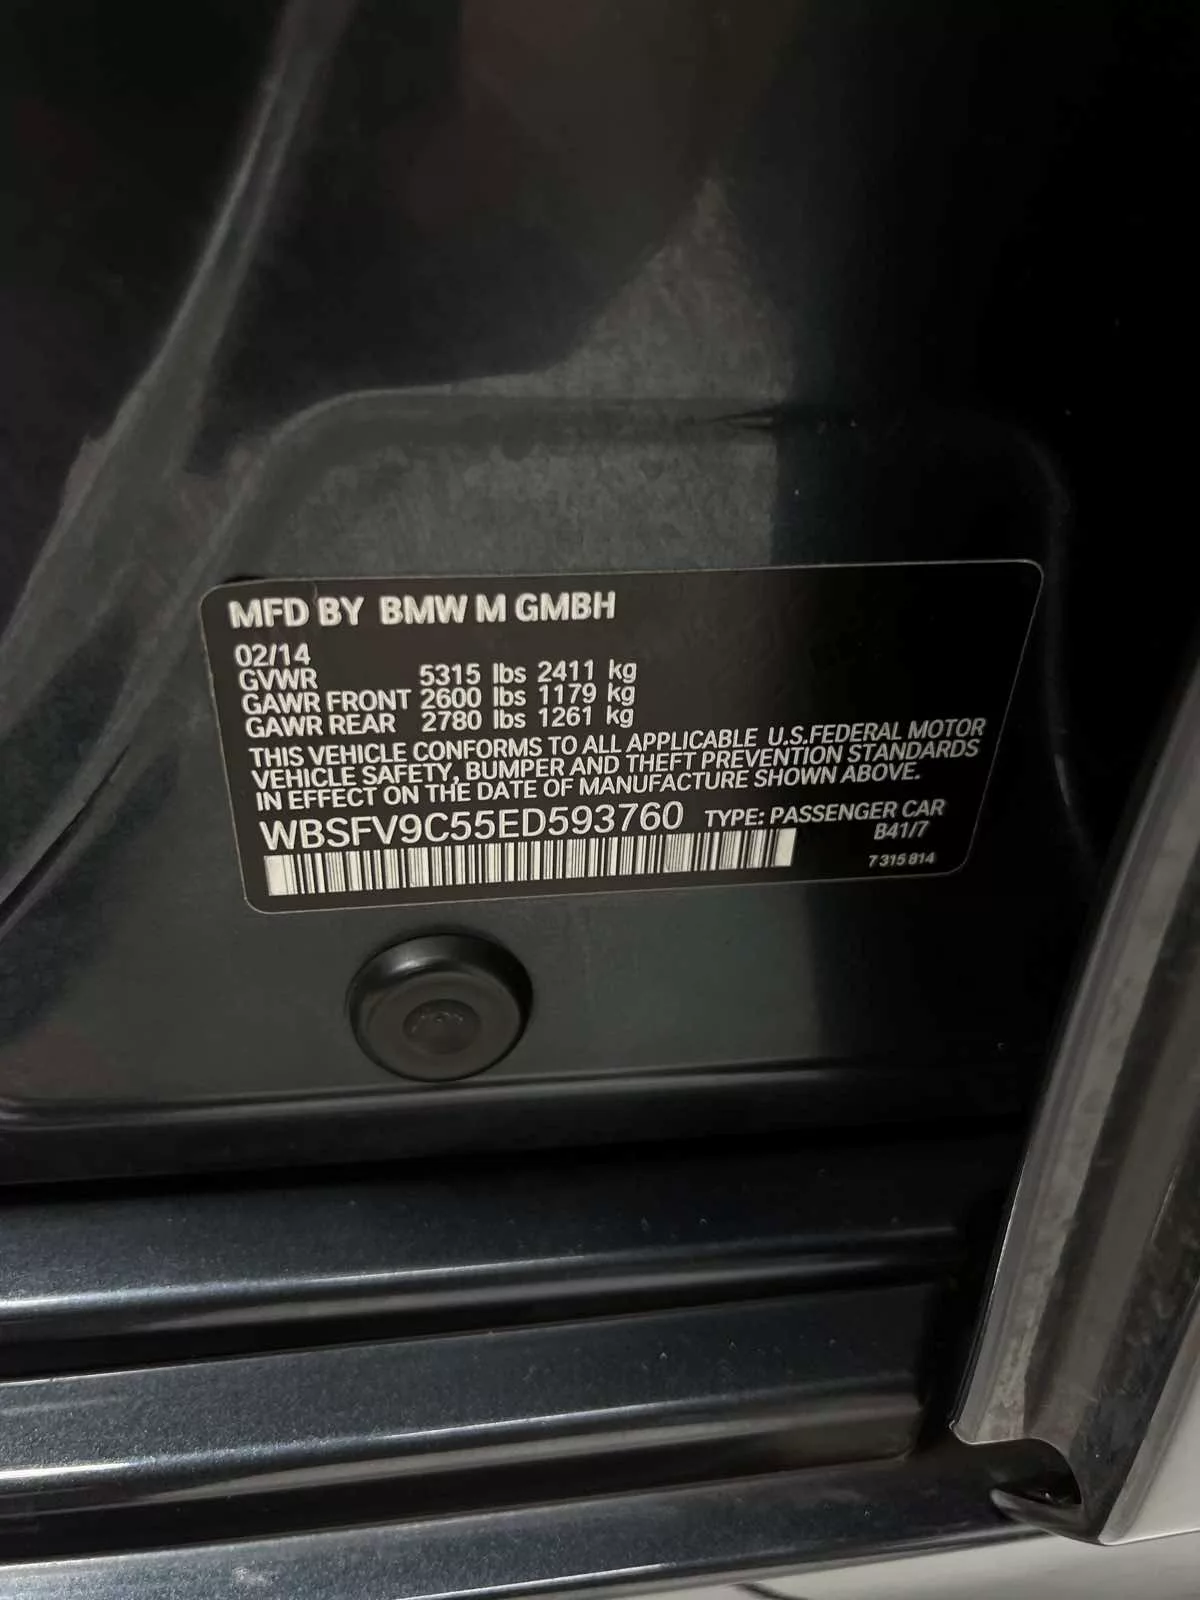 MFD BY BMW M GMBH
02/14
GVWR 5315 lbs 2411 kg
GAWR FRONT 2600 lbs 1179 kg
GAWR REAR 2780 lbs 1261 kg
THIS VEHICLE CONFORMS TO ALL APPLICABLE U.S.FEDERAL MOTOR
VEHICLE SAFETY, BUMPER AND THEFT PREVENTION STANDARDS
IN EFFECT ON THE DATE OF MANUFACTURE SHOWN ABOVE.
WBSFV9C55ED593760 TYPE: PASSENGER CAR
B41/7
7 315 814